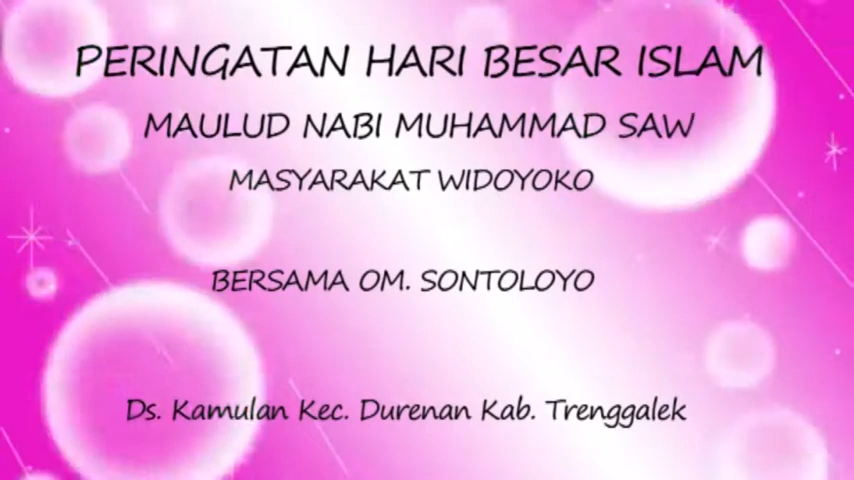 PERINGATAN HARI BESAR ISLAM
MAULUD NABI MUHAMMAD SAW
MASYARAKAT WIDOYOKO
BERSAMA OM. SONTOLOYO
Ds. Kamulan Kec. Durenan Kab. Trenggalek